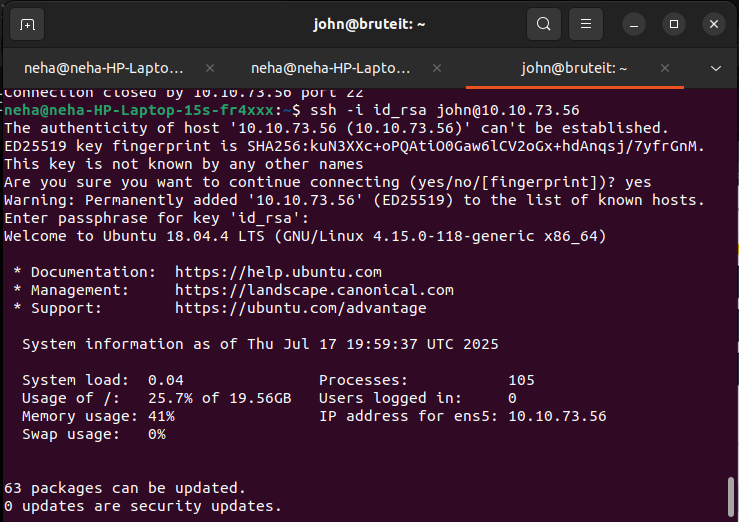 john@bruteit: ~
neha@neha-HP-Lapto... × neha@neha-HP-Lapto... × john@bruteit: ~ ×
Connection closed by 10.10.73.56 port 22
neha@neha-HP-Laptop-15s-fr4xxx:~$ ssh -i id_rsa john@10.10.73.56
The authenticity of host '10.10.73.56 (10.10.73.56)' can't be established.
ED25519 key fingerprint is SHA256:kuN3XXc+oPQAtiO0Gaw6lCV2oGx+hdAnqsj/7yfrGnM.
This key is not known by any other names
Are you sure you want to continue connecting (yes/no/[fingerprint])? yes
Warning: Permanently added '10.10.73.56' (ED25519) to the list of known hosts.
Enter passphrase for key 'id_rsa':
Welcome to Ubuntu 18.04.4 LTS (GNU/Linux 4.15.0-118-generic x86_64)
* Documentation: https://help.ubuntu.com
* Management: https://landscape.canonical.com
* Support: https://ubuntu.com/advantage
System information as of Thu Jul 17 19:59:37 UTC 2025
System load: 0.04 Processes: 105
Usage of /: 25.7% of 19.56GB Users logged in: 0
Memory usage: 41% IP address for ens5: 10.10.73.56
Swap usage: 0%
63 packages can be updated.
0 updates are security updates.